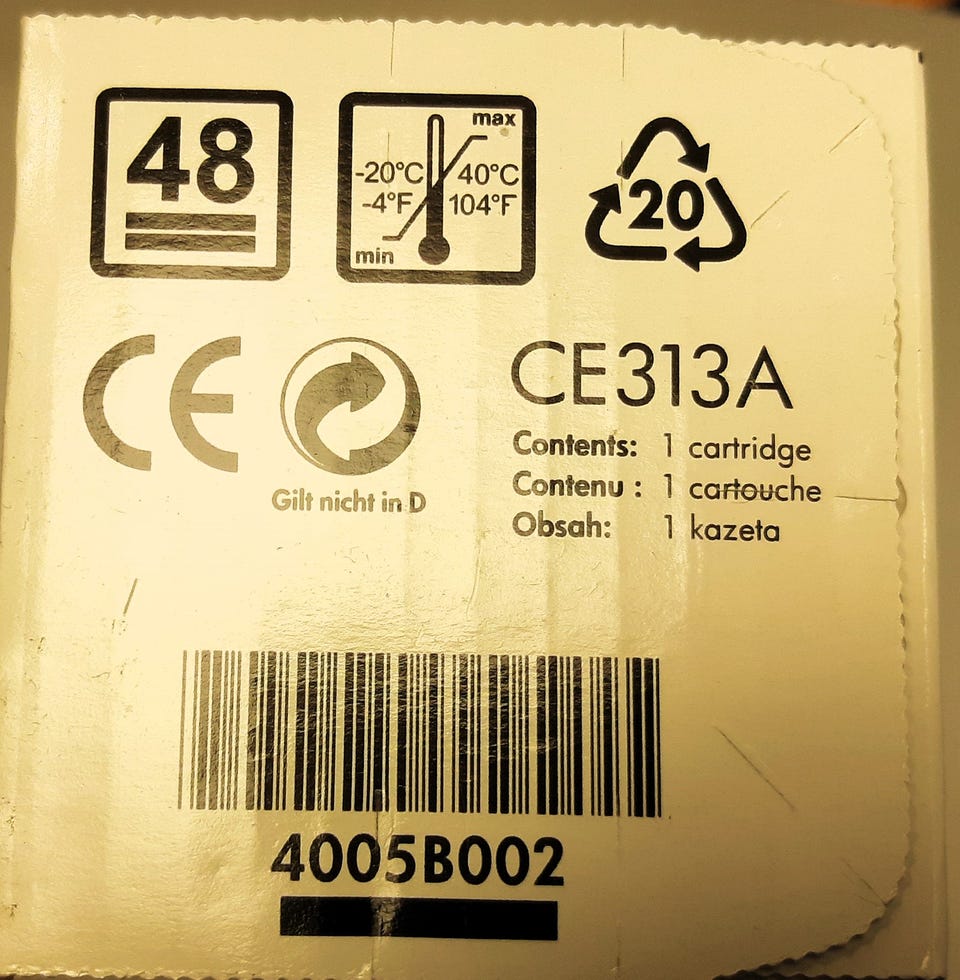 48
max
-20°C 40°C
-4°F 104°F
min
20
CE
Gilt nicht in D
CE313A
Contents: 1 cartridge
Contenu : 1 cartouche
Obsah: 1 kazeta
4005B002